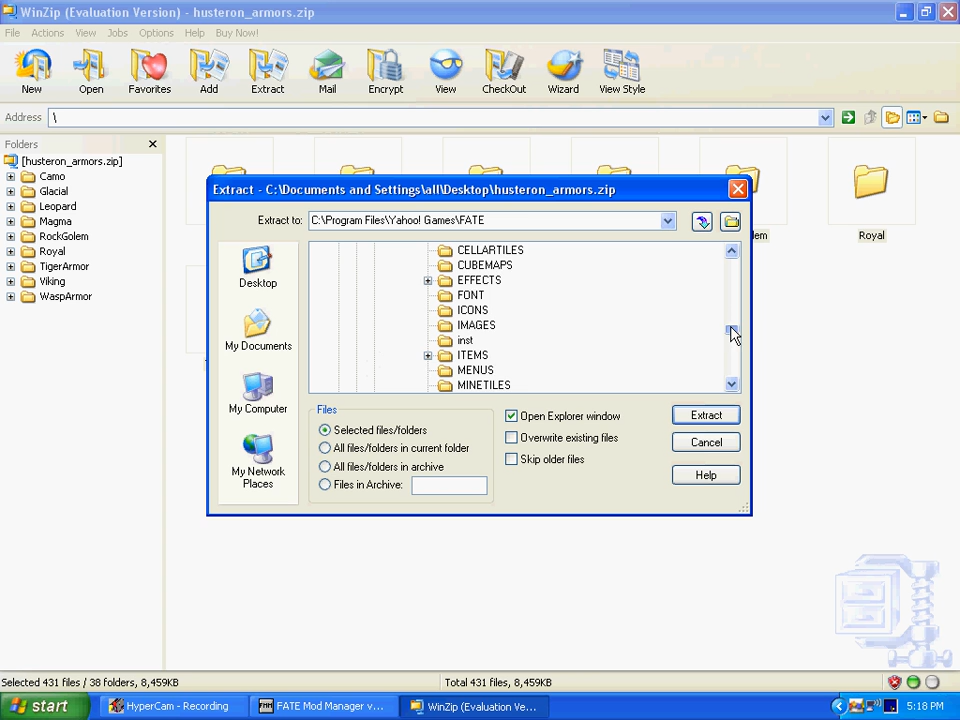 WinZip (Evaluation Version) - husteron_armors.zip
File Actions View Jobs Options Help Buy Now!
New Open Favorites Add Extract Mail Encrypt View CheckOut Wizard View Style
Address \
Folders
[husteron_armors.zip]
Camo
Glacial
Leopard
Magma
RockGolem
Royal
TigerArmor
Viking
WaspArmor
Royal
Extract - C:\Documents and Settings\all\Desktop\husteron_armors.zip
Extract to: C:\Program Files\Yahoo! Games\FATE
Desktop
My Documents
My Computer
My Network
Places
CELLARTILES
CUBEMAPS
EFFECTS
FONT
ICONS
IMAGES
inst
ITEMS
MENUS
MINETILES
Files
Selected files/folders
All files/folders in current folder
All files/folders in archive
Files in Archive:
Open Explorer window
Overwrite existing files
Skip older files
Extract
Cancel
Help
Selected 431 files / 38 folders, 8,459KB
Total 431 files, 8,459KB
start
HyperCam - Recording
FATE Mod Manager v...
WinZip (Evaluation Ve...
5:18 PM